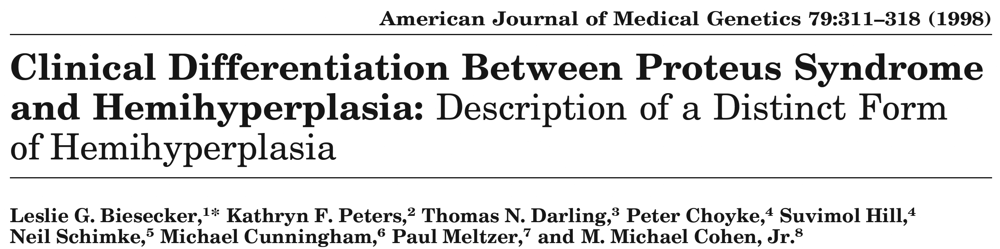 American Journal of Medical Genetics 79:311–318 (1998)
Clinical Differentiation Between Proteus Syndrome
and Hemihyperplasia: Description of a Distinct Form
of Hemihyperplasia
Leslie G. Biesecker,¹* Kathryn F. Peters,² Thomas N. Darling,³ Peter Choyke,⁴ Suvimol Hill,⁴
Neil Schimke,⁵ Michael Cunningham,⁶ Paul Meltzer,⁷ and M. Michael Cohen, Jr.⁸